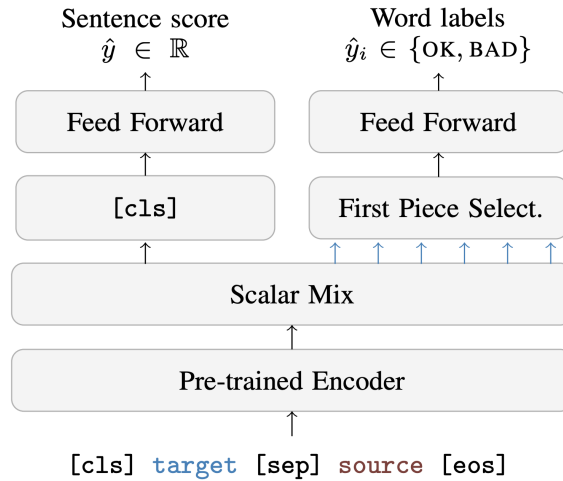 Sentence score
ŷ ∈ ℝ
Word labels
ŷᵢ ∈ {OK, BAD}
Feed Forward
Feed Forward
[cls]
First Piece Select.
Scalar Mix
Pre-trained Encoder
[cls] target [sep] source [eos]